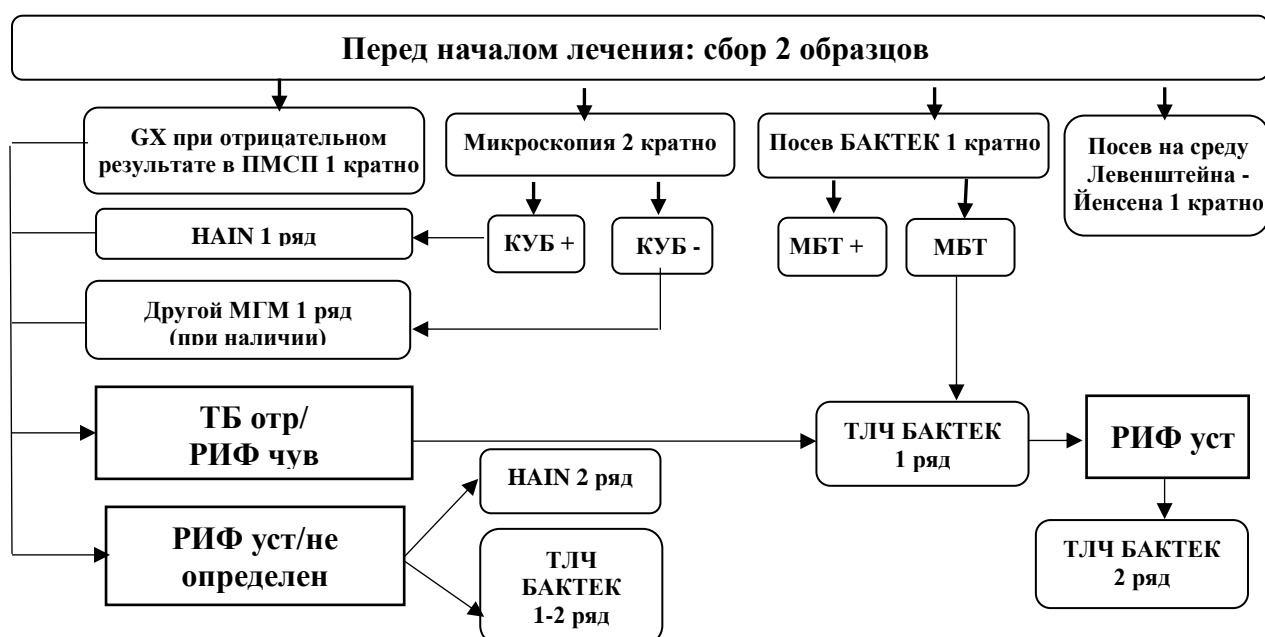 Перед началом лечения: сбор 2 образцов
GX при отрицательном
результате в ПМСП 1 кратно
Микроскопия 2 кратно
Посев БАКТЕК 1 кратно
Посев на среду
Левенштейна -
Йенсена 1 кратно
HAIN 1 ряд
КУБ +
КУБ -
МБТ +
МБТ
Другой МГМ 1 ряд
(при наличии)
ТБ отр/
РИФ чув
ТЛЧ БАКТЕК
1 ряд
РИФ уст
HAIN 2 ряд
РИФ уст/не
определен
ТЛЧ
БАКТЕК
1-2 ряд
ТЛЧ БАКТЕК
2 ряд